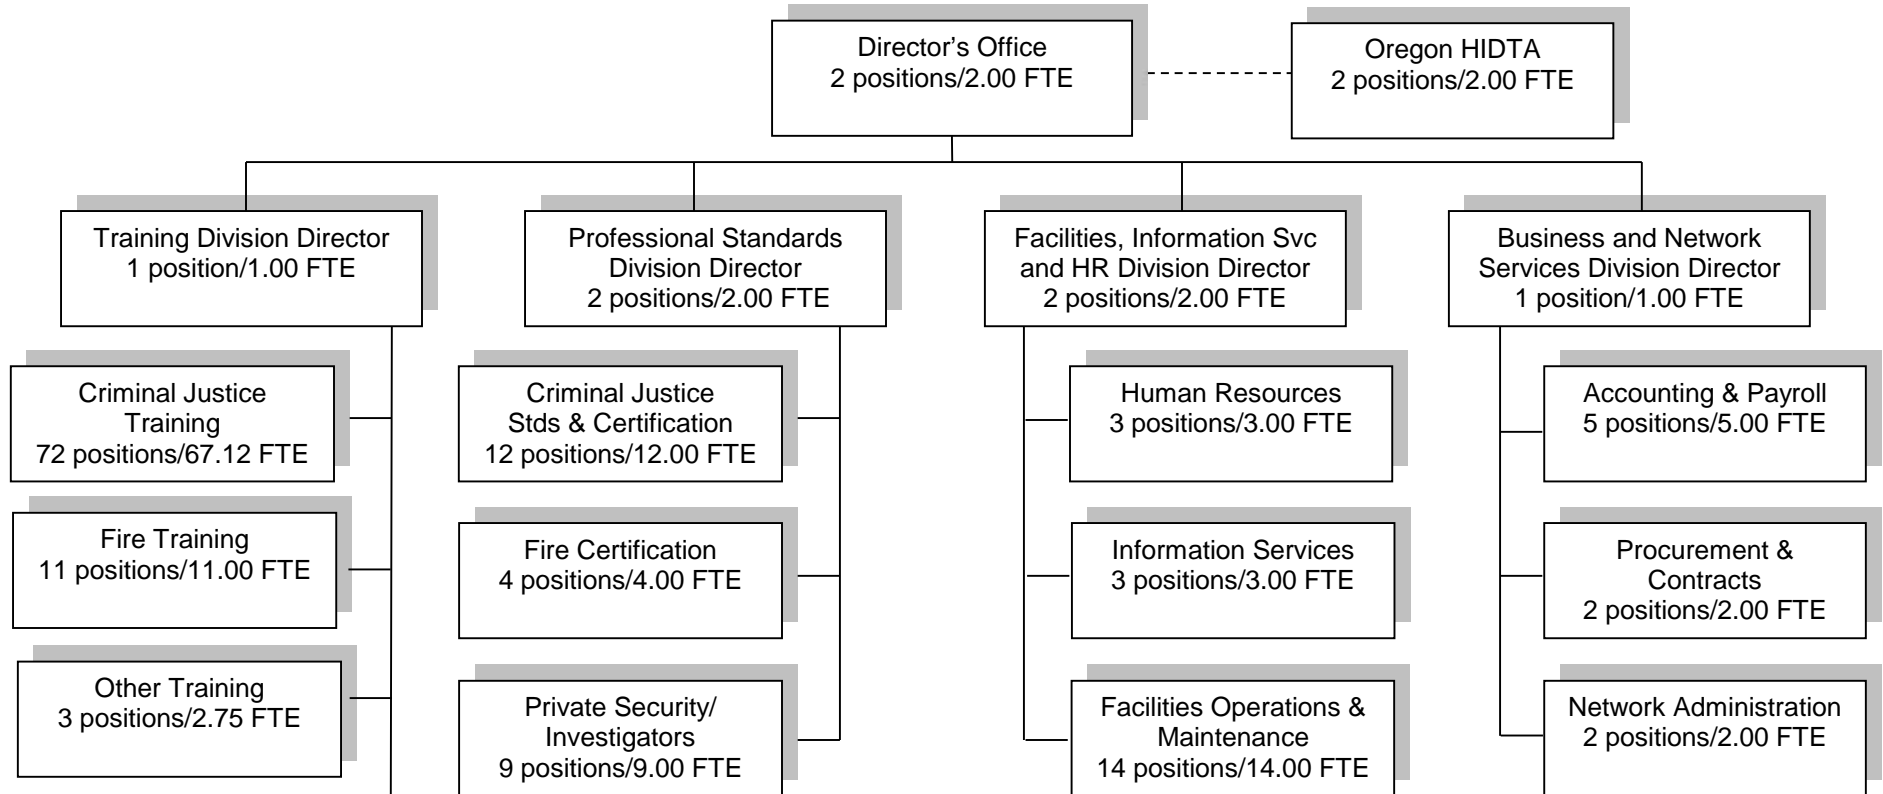 Director’s Office
2 positions/2.00 FTE
Oregon HIDTA
2 positions/2.00 FTE
Training Division Director
1 position/1.00 FTE
Professional Standards
Division Director
2 positions/2.00 FTE
Facilities, Information Svc
and HR Division Director
2 positions/2.00 FTE
Business and Network
Services Division Director
1 position/1.00 FTE
Criminal Justice
Training
72 positions/67.12 FTE
Criminal Justice
Stds & Certification
12 positions/12.00 FTE
Human Resources
3 positions/3.00 FTE
Accounting & Payroll
5 positions/5.00 FTE
Fire Training
11 positions/11.00 FTE
Fire Certification
4 positions/4.00 FTE
Information Services
3 positions/3.00 FTE
Procurement &
Contracts
2 positions/2.00 FTE
Other Training
3 positions/2.75 FTE
Private Security/
Investigators
9 positions/9.00 FTE
Facilities Operations &
Maintenance
14 positions/14.00 FTE
Network Administration
2 positions/2.00 FTE